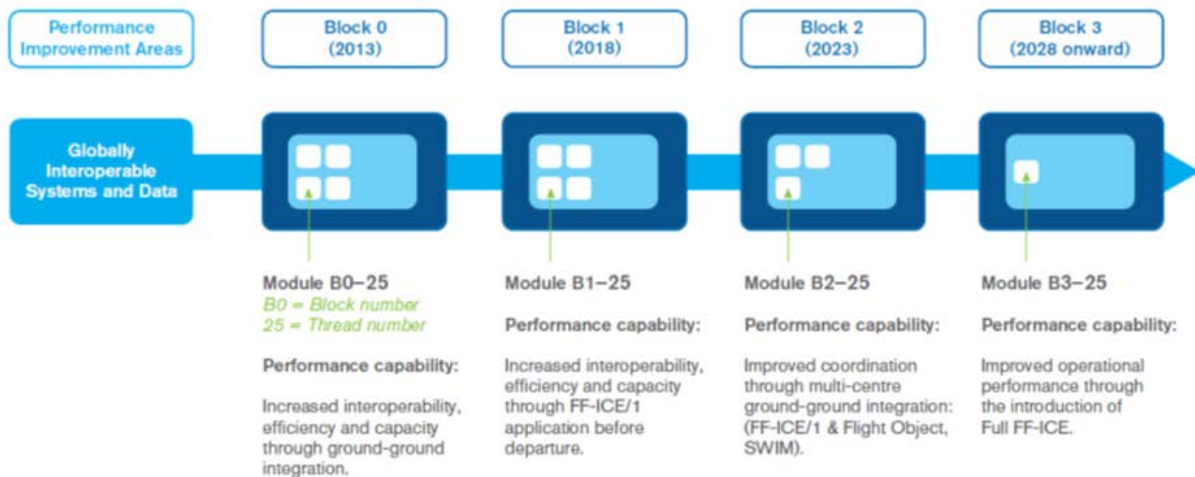 Performance
Improvement Areas
Block 0
(2013)
Block 1
(2018)
Block 2
(2023)
Block 3
(2028 onward)
Globally
Interoperable
Systems and Data
Module B0–25
B0 = Block number
25 = Thread number
Performance capability:
Increased interoperability,
efficiency and capacity
through ground-ground
integration.
Module B1–25
Performance capability:
Increased interoperability,
efficiency and capacity
through FF-ICE/1
application before
departure.
Module B2–25
Performance capability:
Improved coordination
through multi-centre
ground-ground integration:
(FF-ICE/1 & Flight Object,
SWIM).
Module B3–25
Performance capability:
Improved operational
performance through
the introduction of
Full FF-ICE.